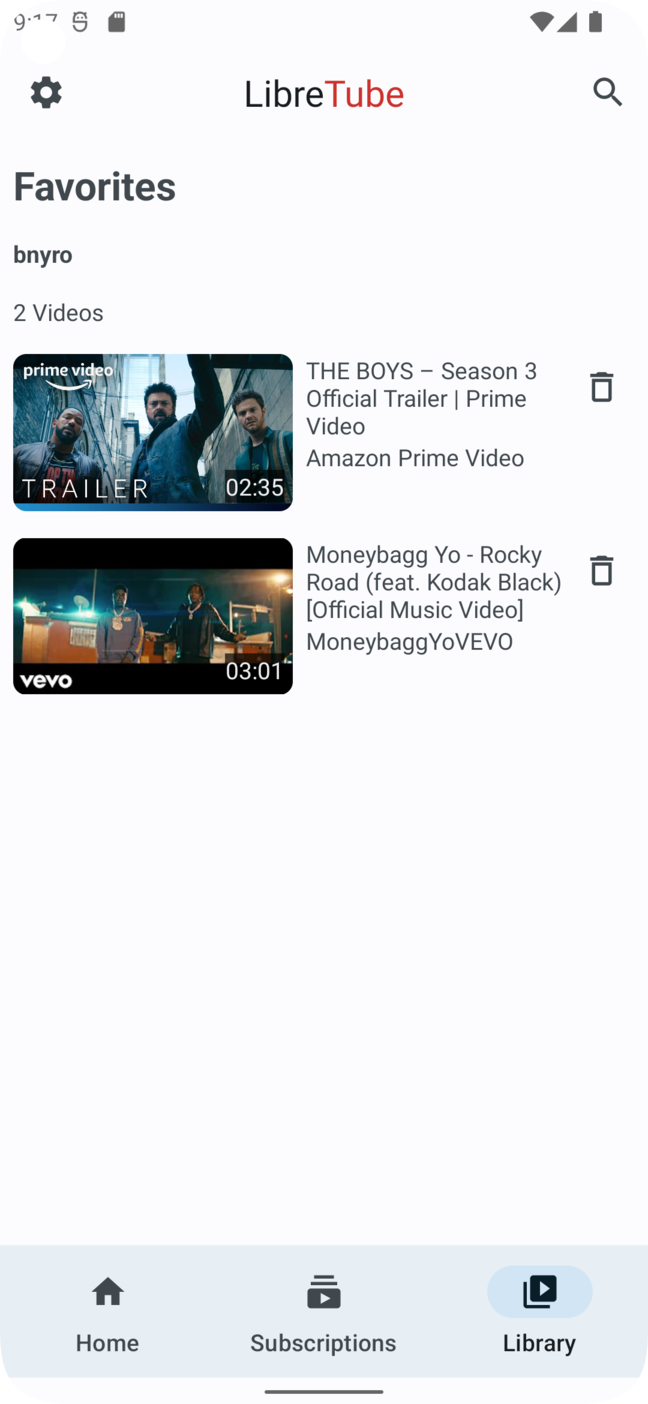 9:17
LibreTube
Favorites
bnyro
2 Videos
prime video
TRAILER
02:35
THE BOYS – Season 3
Official Trailer | Prime
Video
Amazon Prime Video
vevo
03:01
Moneybagg Yo - Rocky
Road (feat. Kodak Black)
[Official Music Video]
MoneybaggYoVEVO
Home
Subscriptions
Library